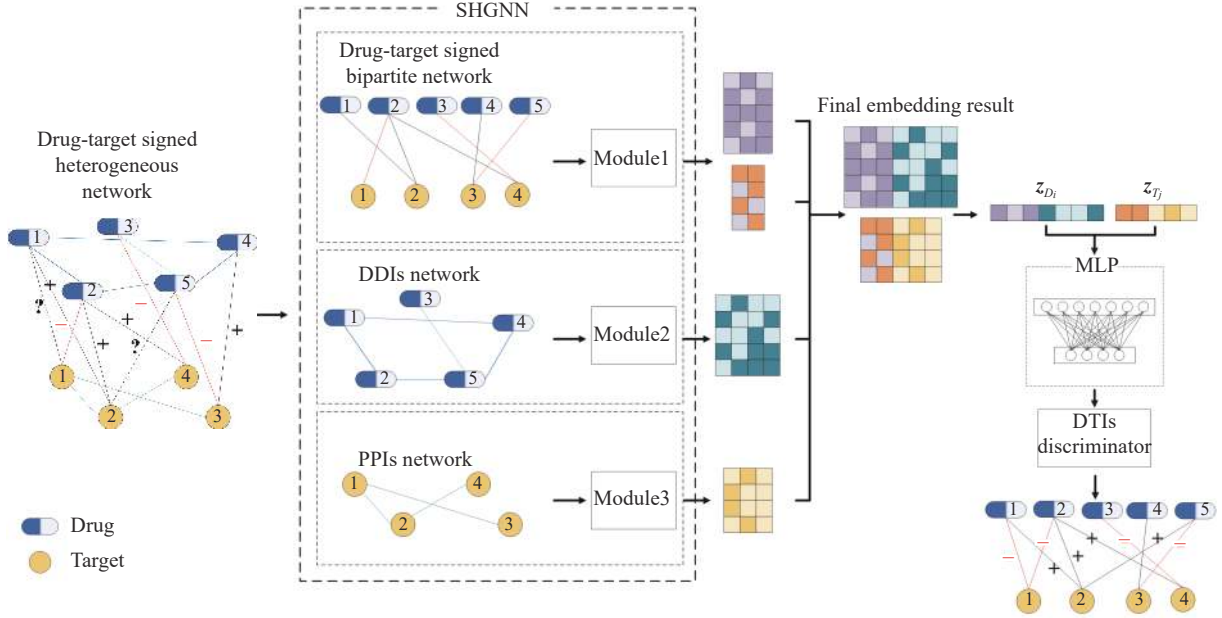 SHGNN
Drug-target signed
bipartite network
1 2 3 4 5
Module1
1 2 3 4
Drug-target signed
heterogeneous
network
1 3 4
2 5
+ + + +
? ?
− − −
1 4
2 3
DDIs network
3
1 4
2 5
Module2
PPIs network
1 4
2 3
Module3
Drug
Target
Final embedding result
z_{D_i} z_{T_j}
MLP
DTIs
discriminator
1 2 3 4 5
− − + − + −
+ +
1 2 3 4